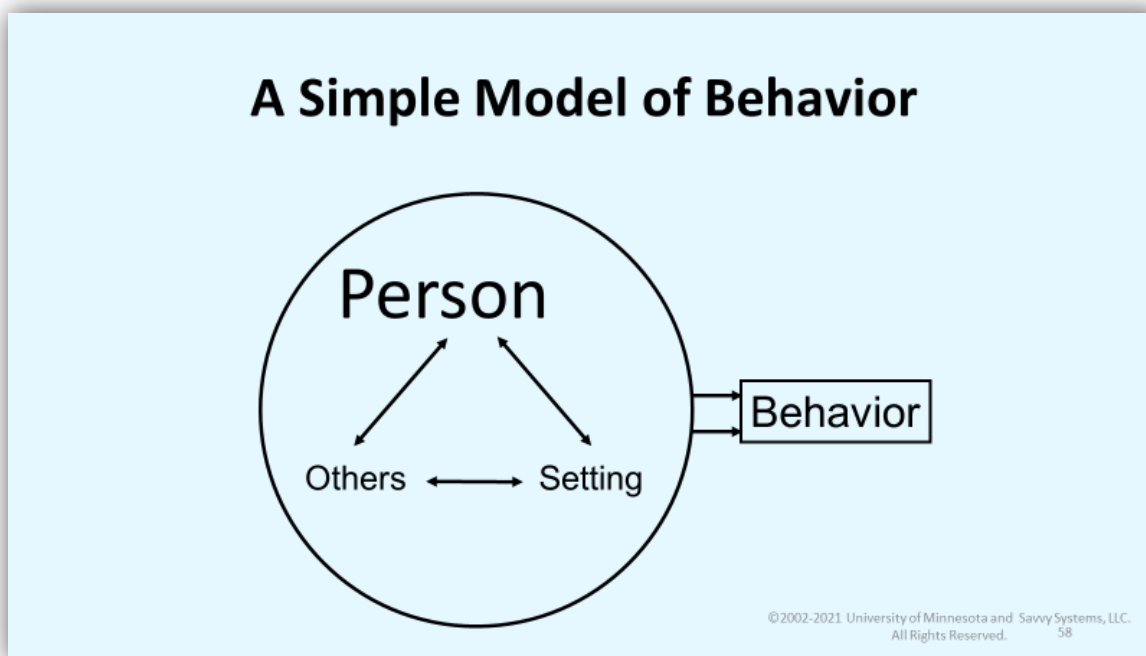 A Simple Model of Behavior
Person
Behavior
Others
Setting
©2002-2021 University of Minnesota and Savvy Systems, LLC.
All Rights Reserved.
58